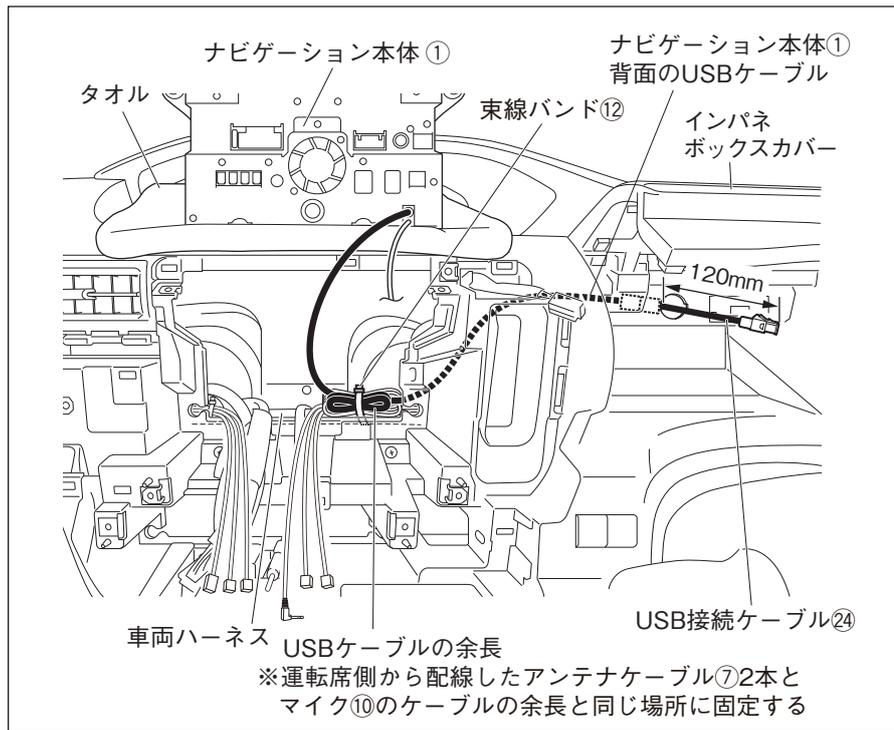 ナビゲーション本体 ①
ナビゲーション本体①
背面のUSBケーブル
タオル
束線バンド⑫
インパネ
ボックスカバー
120mm
車両ハーネス
USBケーブルの余長
USB接続ケーブル㉔
※運転席側から配線したアンテナケーブル⑦2本と
マイク⑩のケーブルの余長と同じ場所に固定する